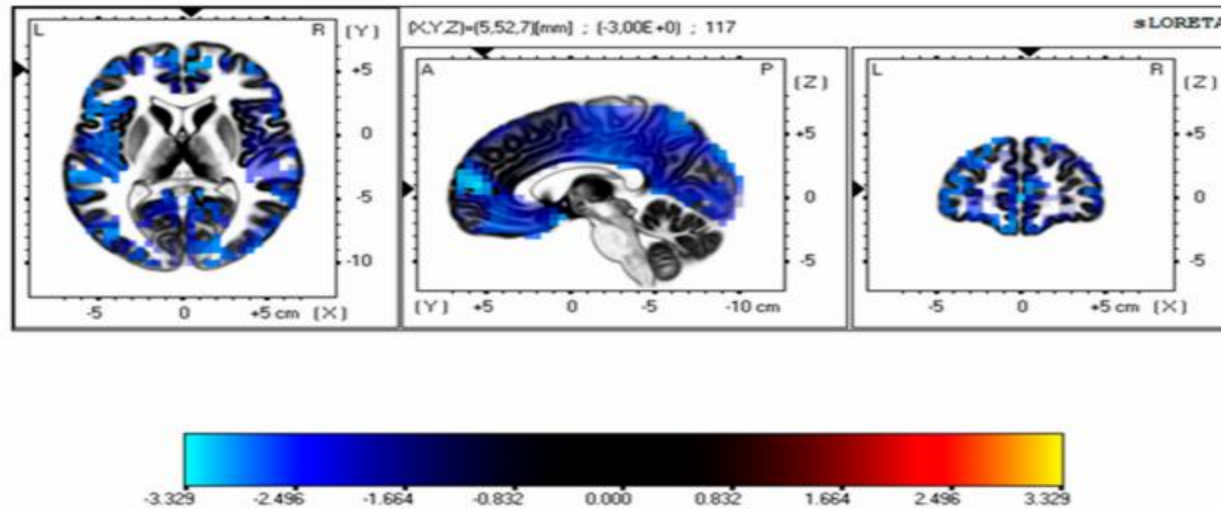 (X,Y,Z)=(5,52,7)[mm] ; (-3,00E+0) ; 117
sLORETA
L R (Y)
+5
0
-5
-10
-5 0 +5 cm (X)
A P (Z)
+5
0
-5
(Y) +5 0 -5 -10 cm
L R (Z)
+5
0
-5
-5 0 +5 cm (X)
-3.329 -2.496 -1.664 -0.832 0.000 0.832 1.664 2.496 3.329